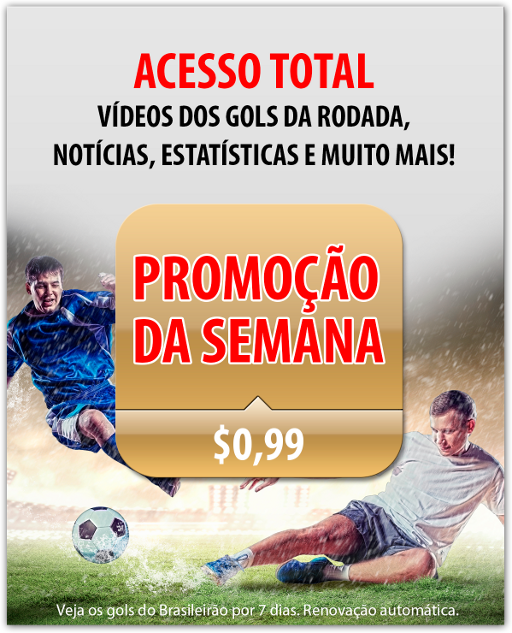 ACESSO TOTAL
VÍDEOS DOS GOLS DA RODADA,
NOTÍCIAS, ESTATÍSTICAS E MUITO MAIS!
PROMOÇÃO
DA SEMANA
$0,99
Veja os gols do Brasileirão por 7 dias. Renovação automática.